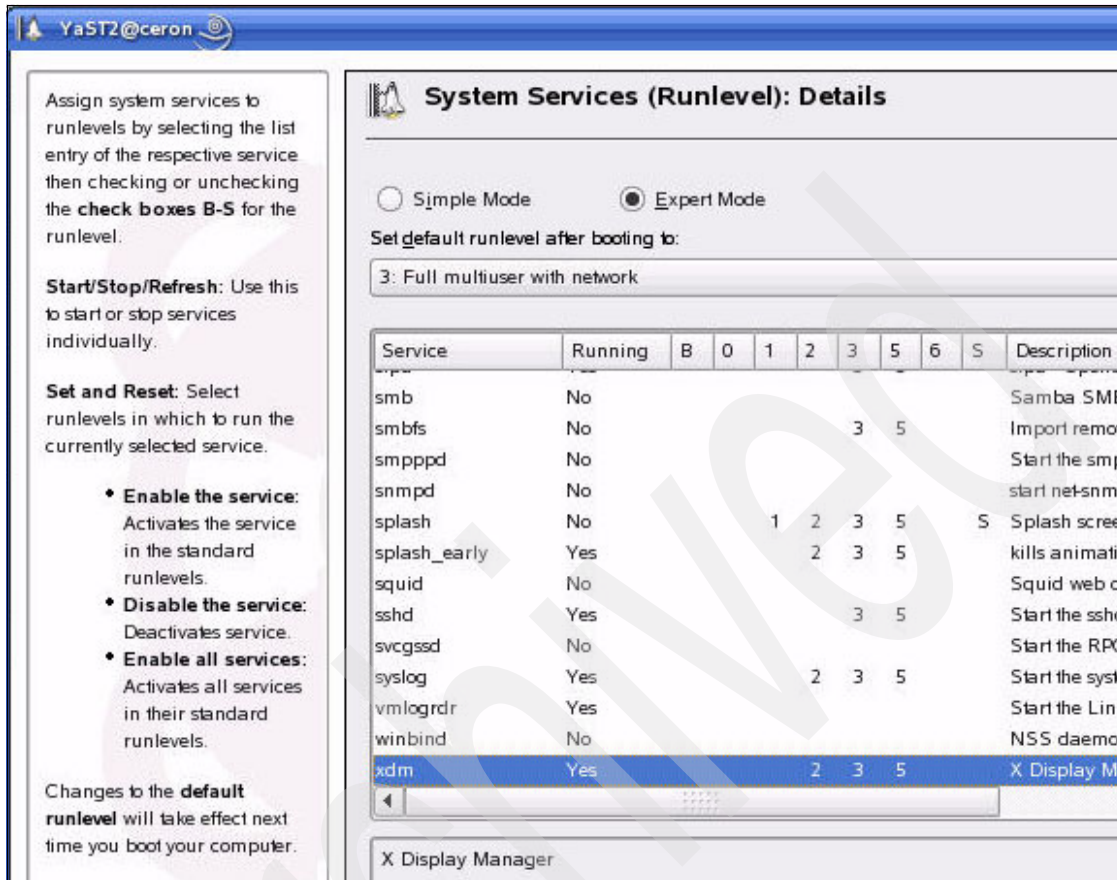 YaST2@ceron
Assign system services to
runlevels by selecting the list
entry of the respective service
then checking or unchecking
the check boxes B-S for the
runlevel.
Start/Stop/Refresh: Use this
to start or stop services
individually.
Set and Reset: Select
runlevels in which to run the
currently selected service.
• Enable the service:
Activates the service
in the standard
runlevels.
• Disable the service:
Deactivates service.
• Enable all services:
Activates all services
in their standard
runlevels.
Changes to the default
runlevel will take effect next
time you boot your computer.
System Services (Runlevel): Details
Simple Mode Expert Mode
Set default runlevel after booting to:
3: Full multiuser with network
Service Running B 0 1 2 3 5 6 S Description
smb No Samba SMB
smbfs No 3 5 Import remo
smpppd No Start the smp
snmpd No start net-snm
splash No 1 2 3 5 S Splash scree
splash_early Yes 2 3 5 kills animati
squid No Squid web c
sshd Yes 3 5 Start the sshd
svcgssd No Start the RPC
syslog Yes 2 3 5 Start the syst
vmlogrdr Yes Start the Lin
winbind No NSS daemo
xdm Yes 2 3 5 X Display M
X Display Manager